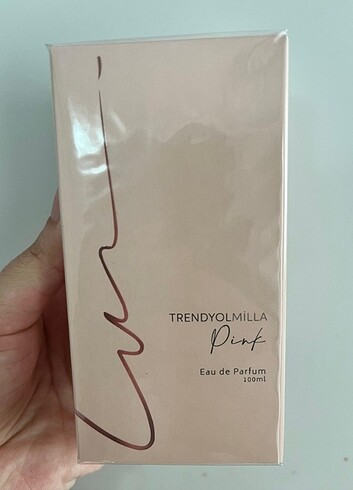 TRENDYOLMİLLA
Pink
Eau de Parfum
100ml